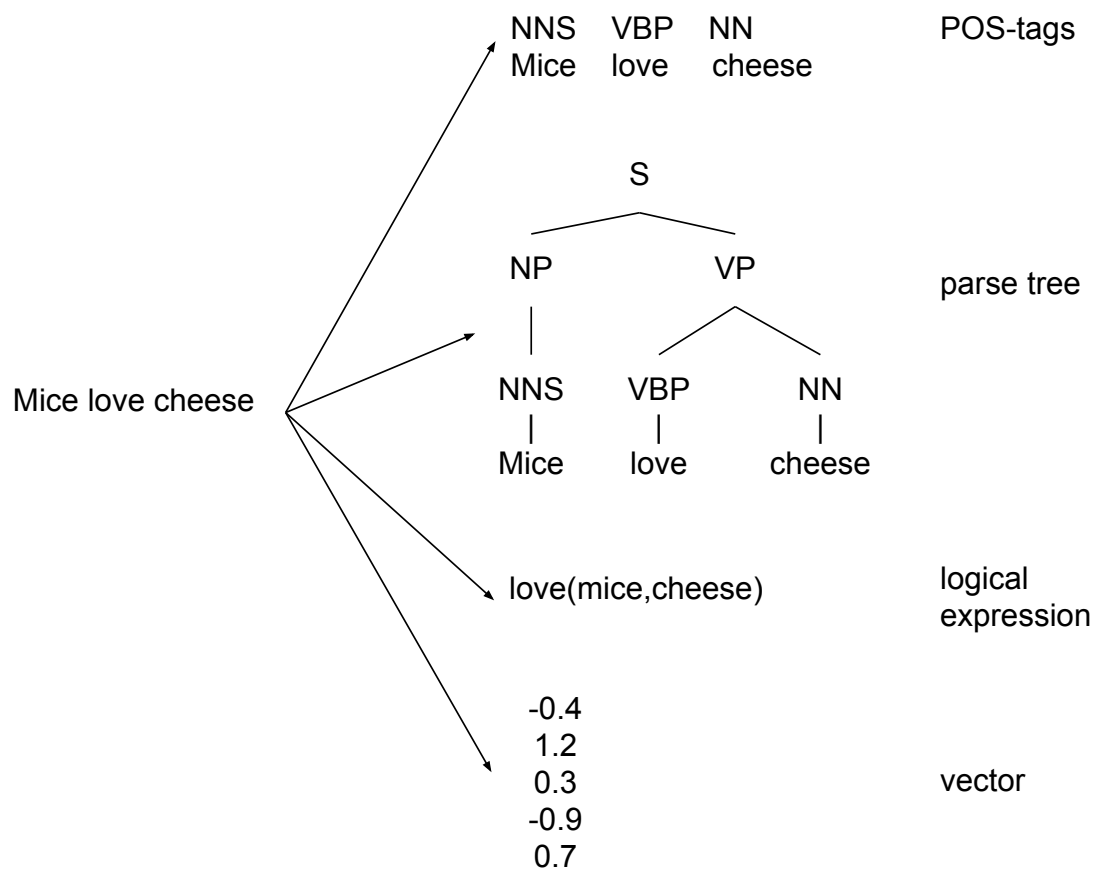 NNS VBP NN POS-tags
Mice love cheese
S
NP VP
parse tree
NNS VBP NN
Mice love cheese
Mice love cheese
love(mice,cheese)
logical
expression
-0.4
1.2
0.3
-0.9
0.7
vector